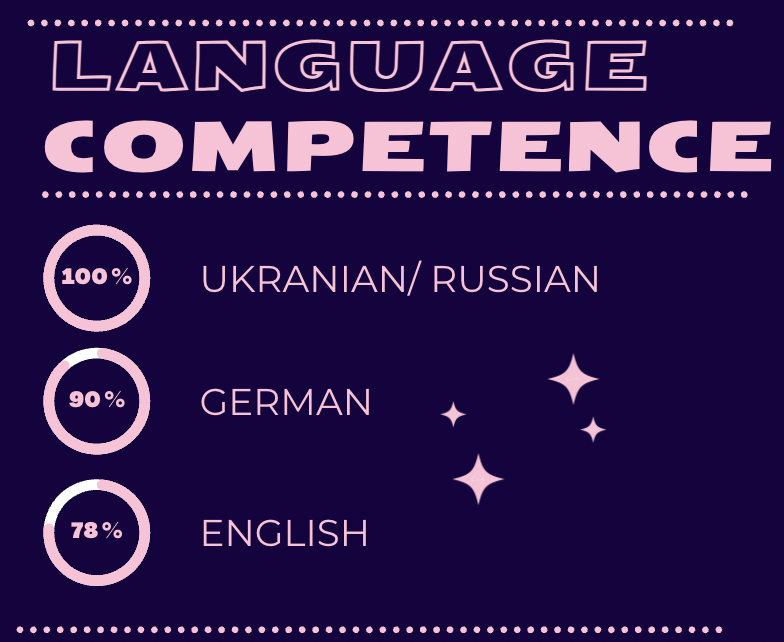 LANGUAGE
COMPETENCE
100%
UKRANIAN/ RUSSIAN
90%
GERMAN
78%
ENGLISH